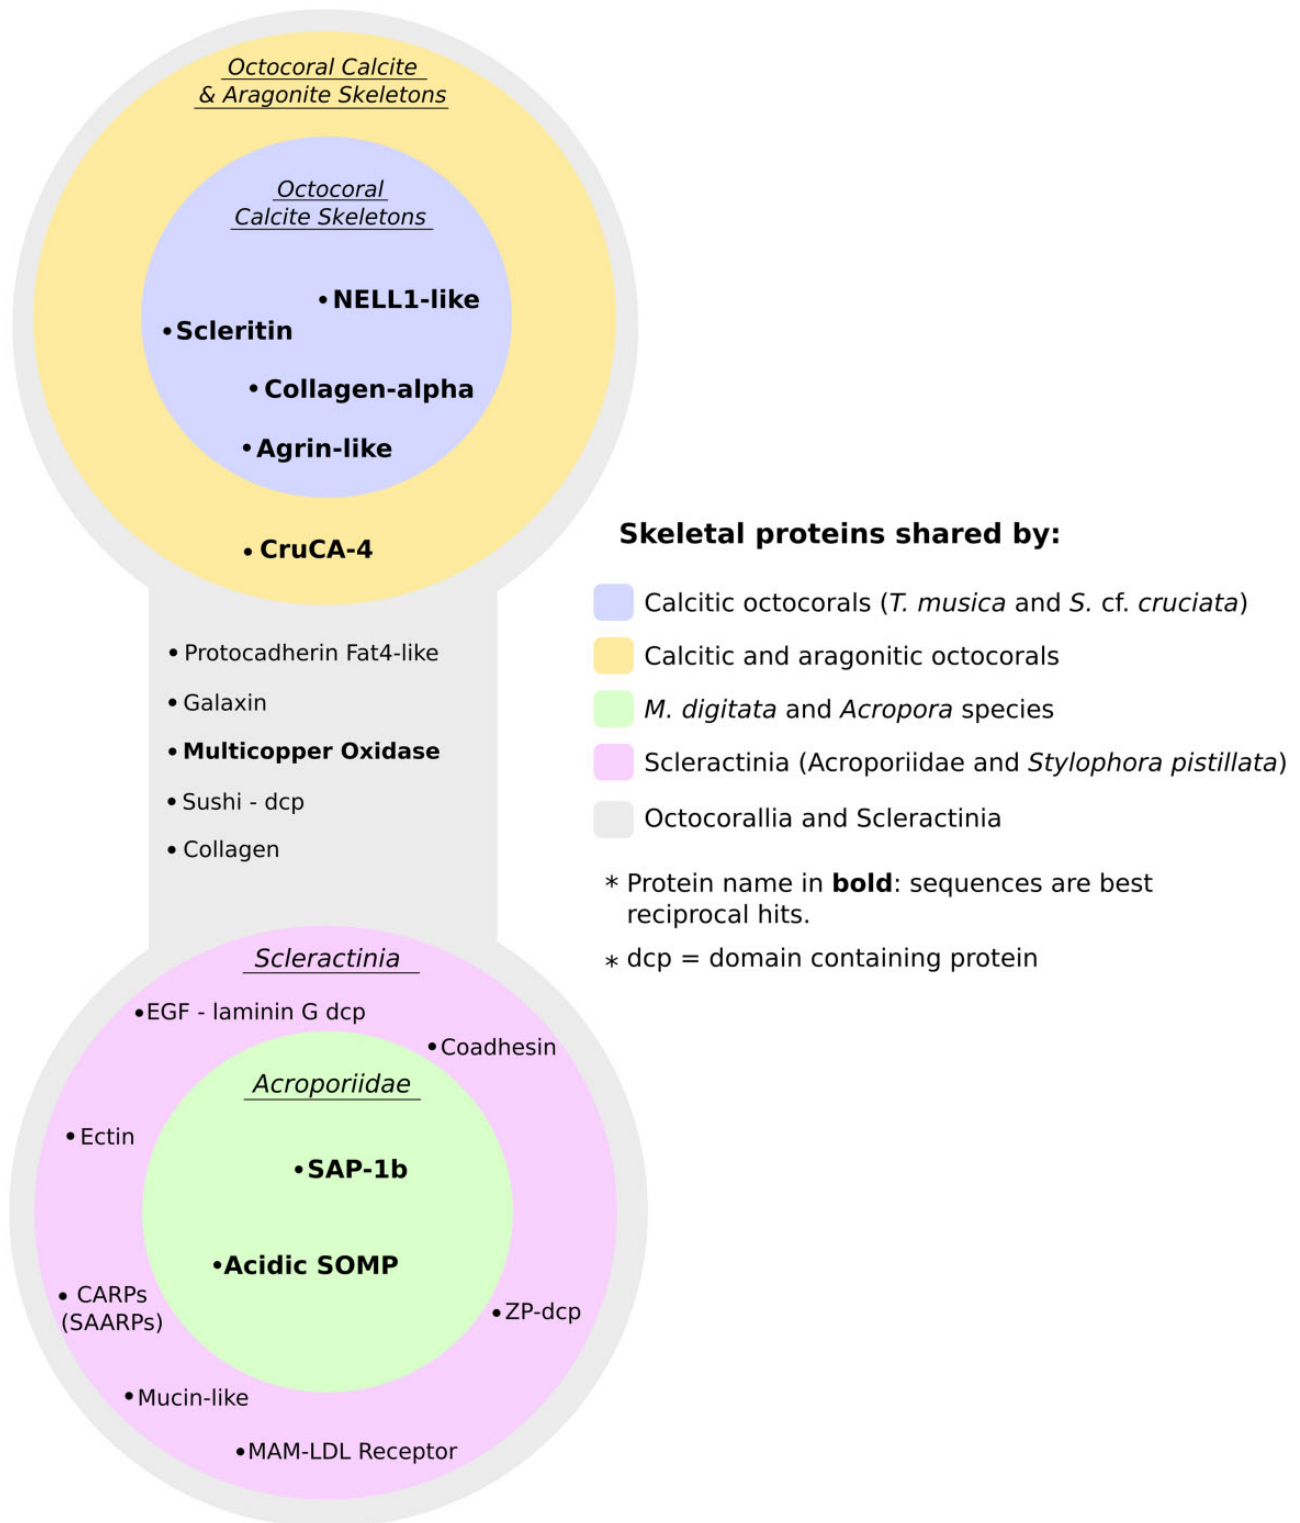 Octocoral Calcite
& Aragonite Skeletons
Octocoral
Calcite Skeletons
• NELL1-like
• Scleritin
• Collagen-alpha
• Agrin-like
• CruCA-4
• Protocadherin Fat4-like
• Galaxin
• Multicopper Oxidase
• Sushi - dcp
• Collagen
Scleractinia
• EGF - laminin G dcp
• Coadhesin
Acroporiidae
• Ectin
• SAP-1b
• Acidic SOMP
• CARPs
(SAARPs)
• ZP-dcp
• Mucin-like
• MAM-LDL Receptor
Skeletal proteins shared by:
Calcitic octocorals (T. musica and S. cf. cruciata)
Calcitic and aragonitic octocorals
M. digitata and Acropora species
Scleractinia (Acroporiidae and Stylophora pistillata)
Octocorallia and Scleractinia
* Protein name in bold: sequences are best
reciprocal hits.
* dcp = domain containing protein